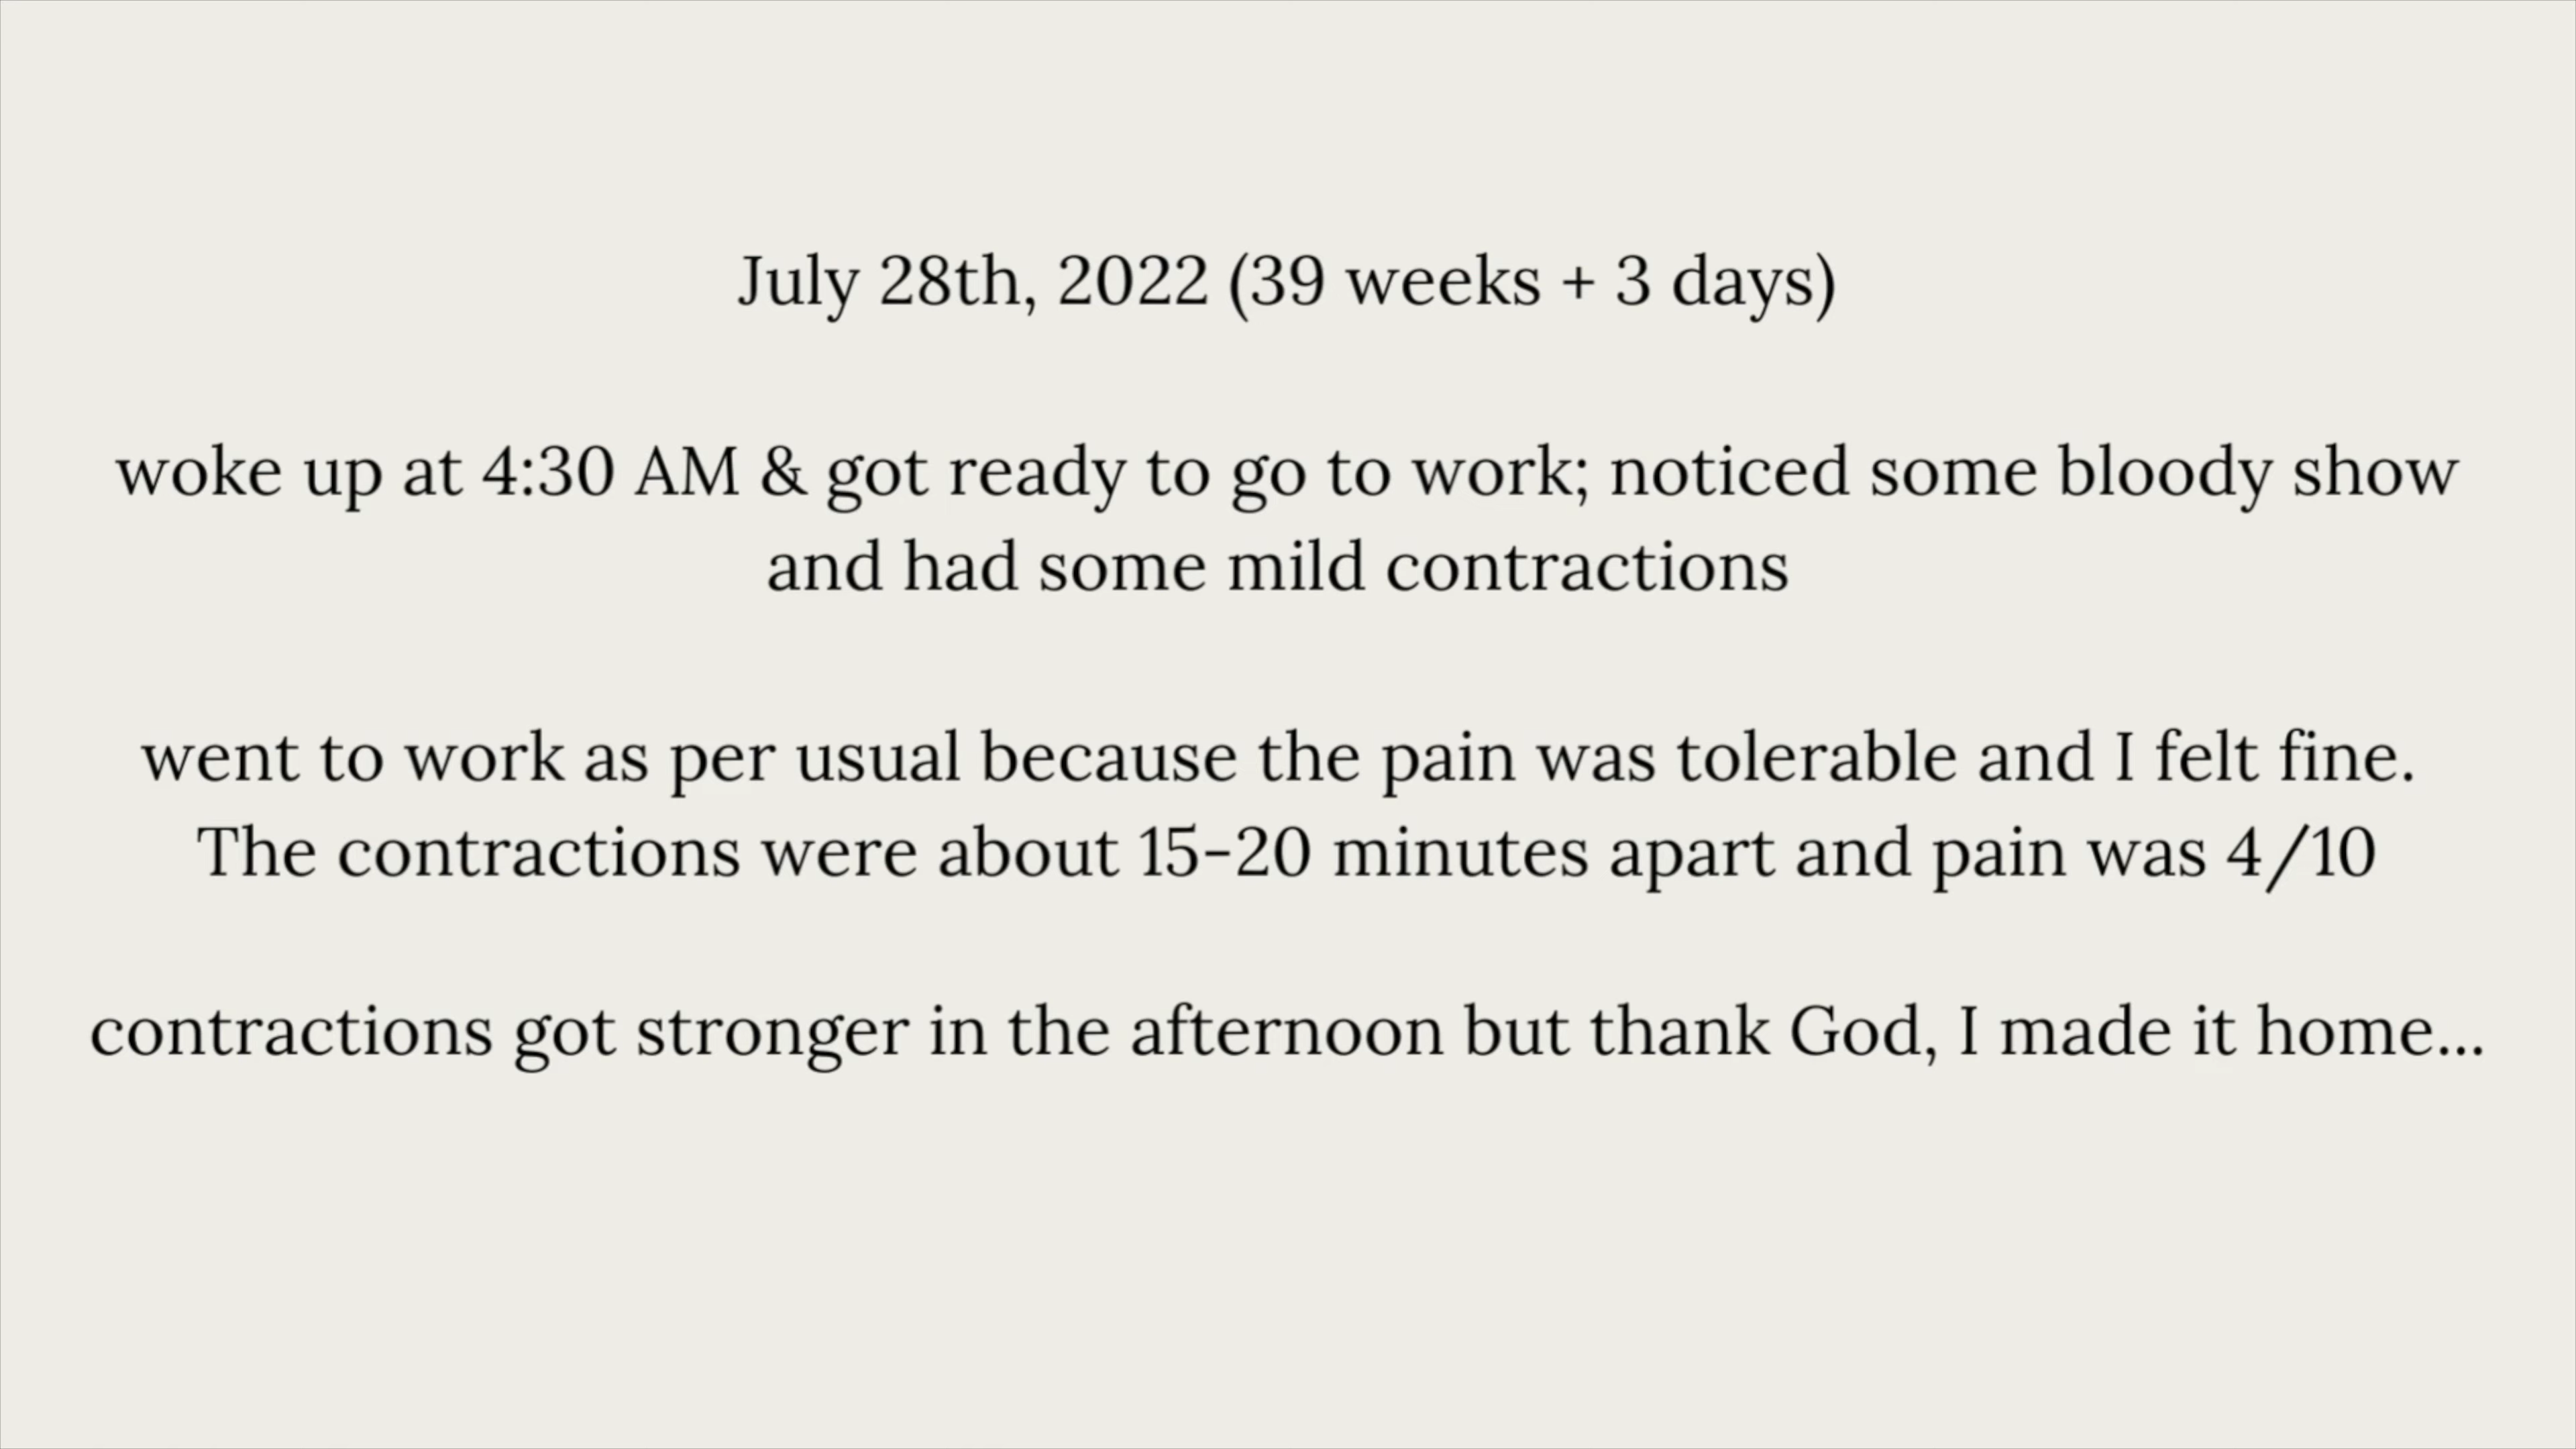 July 28th, 2022 (39 weeks + 3 days)
woke up at 4:30 AM & got ready to go to work; noticed some bloody show
and had some mild contractions
went to work as per usual because the pain was tolerable and I felt fine.
The contractions were about 15-20 minutes apart and pain was 4/10
contractions got stronger in the afternoon but thank God, I made it home...